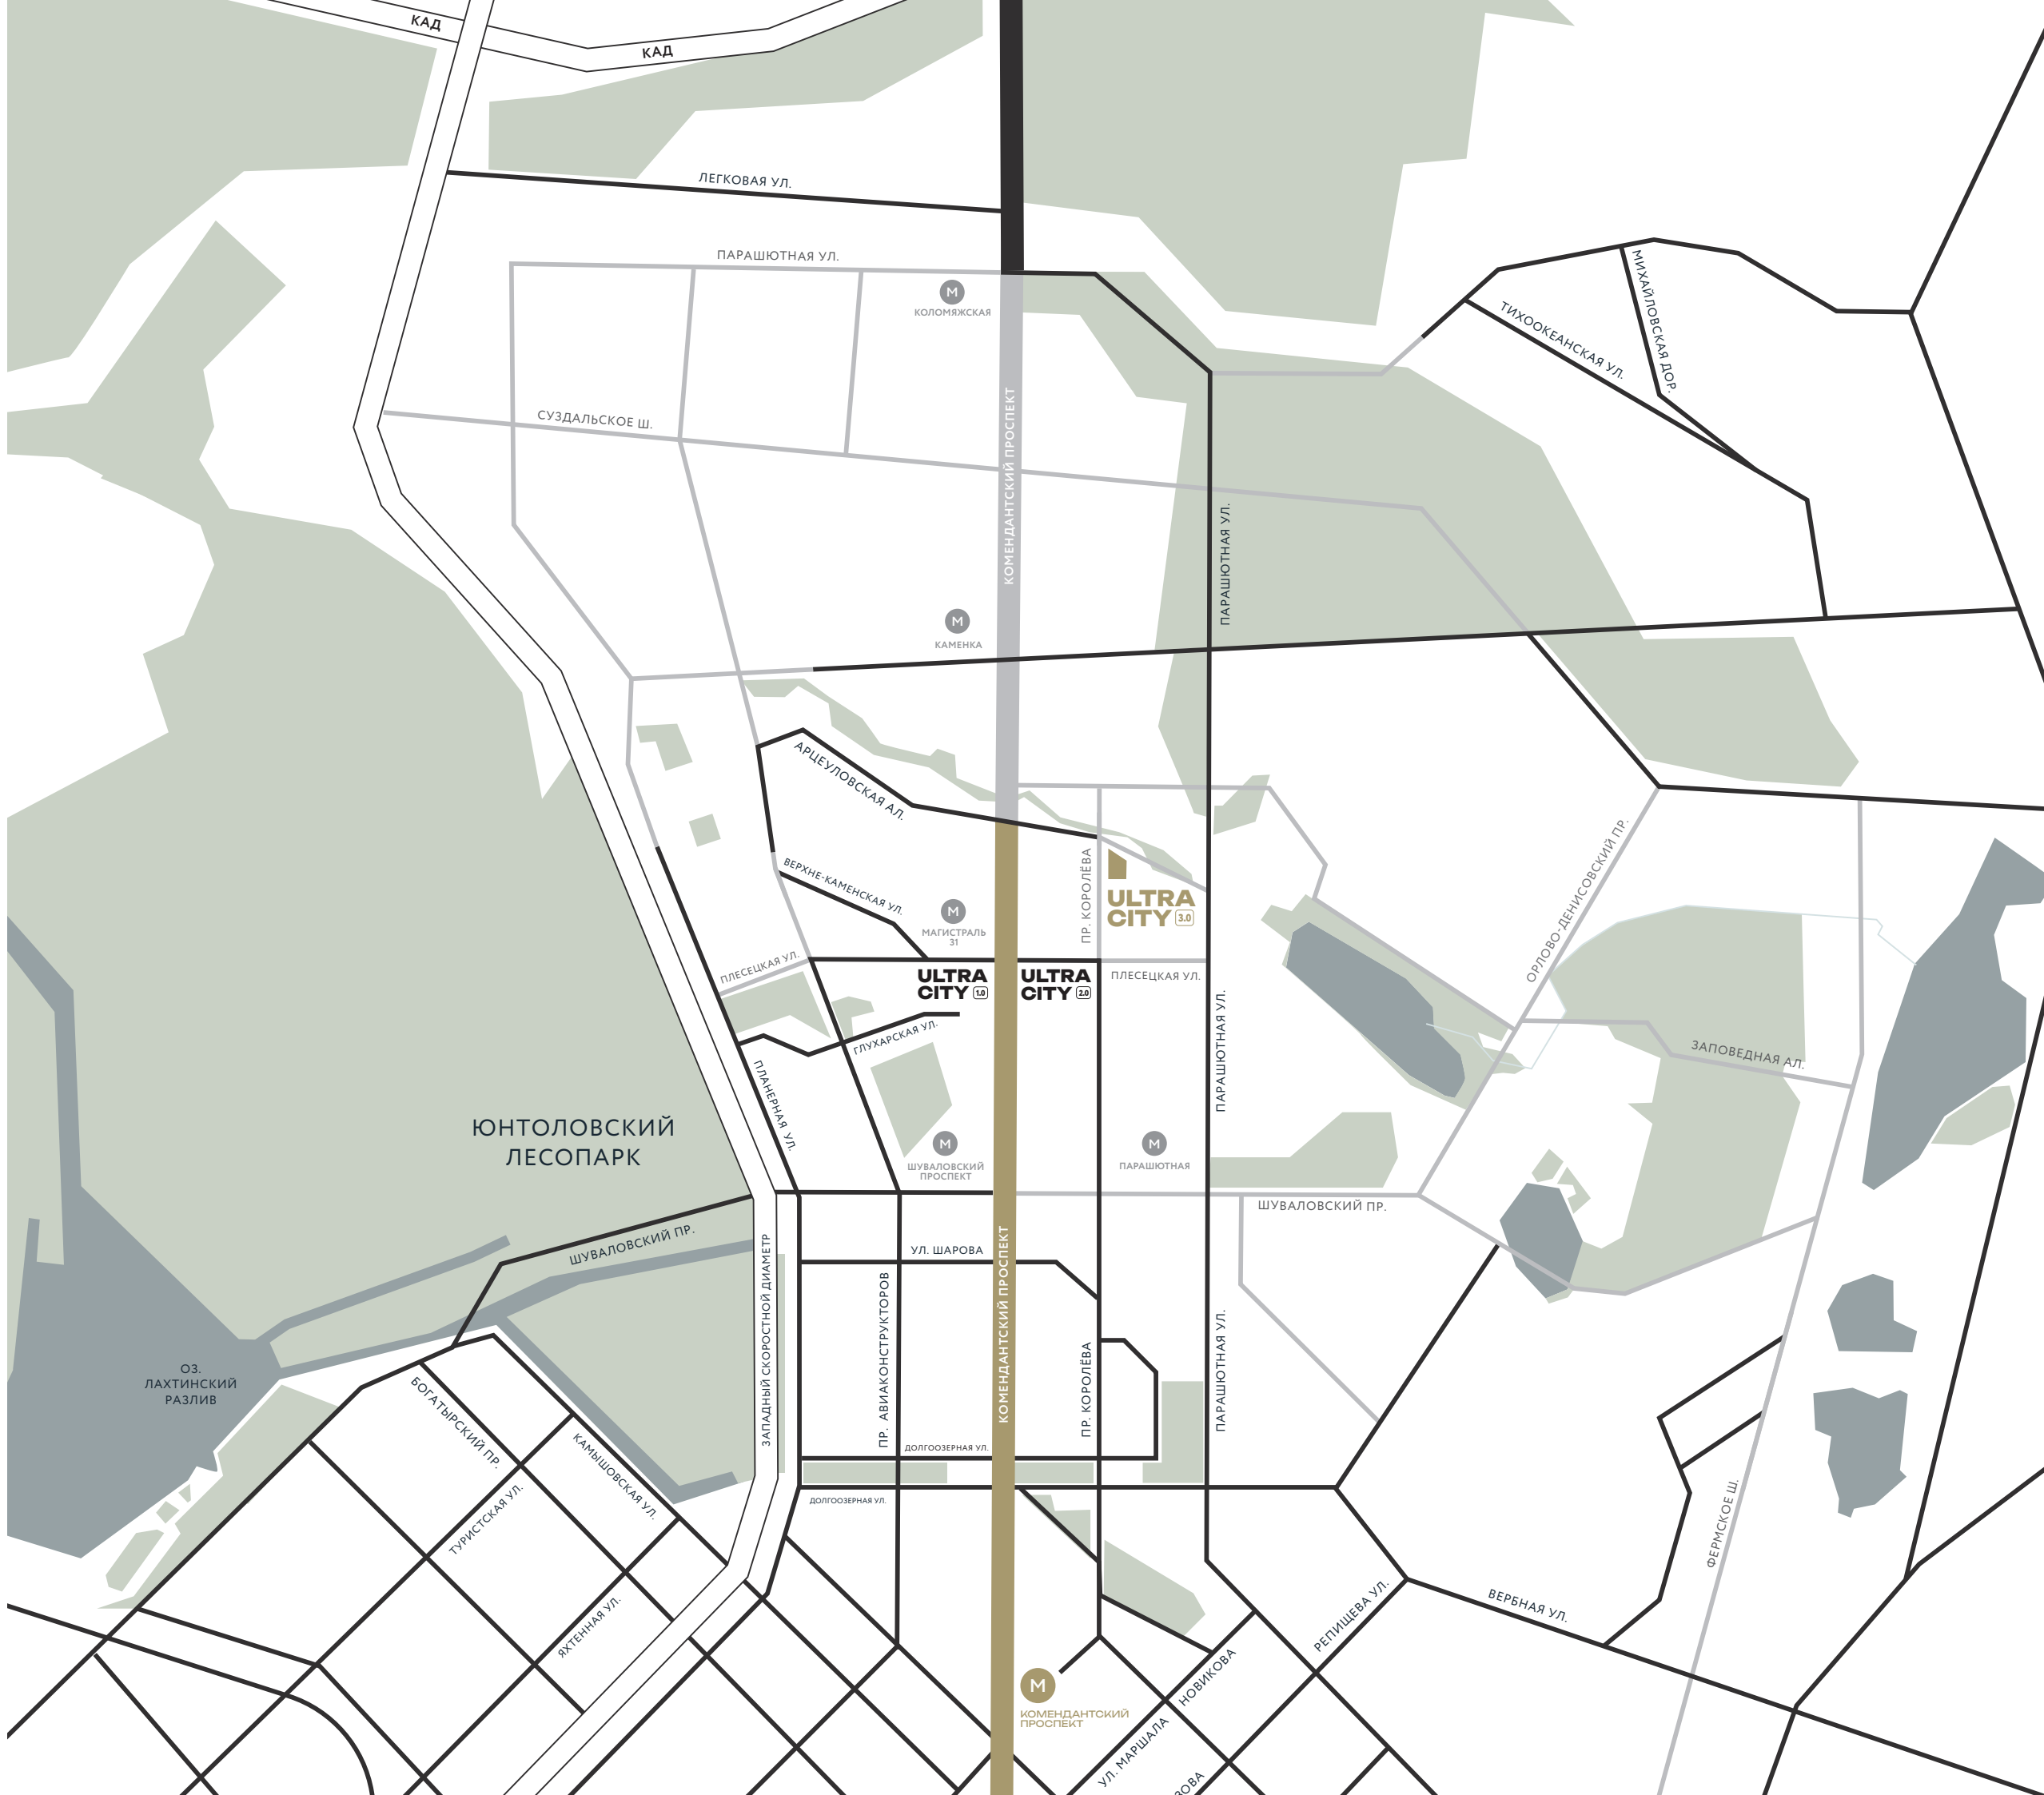 КАД
КАД
ЛЕГКОВАЯ УЛ.
ПАРАШЮТНАЯ УЛ.
М
КОЛОМЯЖСКАЯ
МИХАЙЛОВСКАЯ ДОР.
ТИХООКЕАНСКАЯ УЛ.
СУЗДАЛЬСКОЕ Ш.
КОМЕНДАНТСКИЙ ПРОСПЕКТ
ПАРАШЮТНАЯ УЛ.
М
КАМЕНКА
АРЦЕУЛОВСКАЯ АЛ.
ВЕРХНЕ-КАМЕНСКАЯ УЛ.
ПР. КОРОЛЁВА
ULTRA
CITY 3.0
ОРЛОВО-ДЕНИСОВСКИЙ ПР.
М
МАГИСТРАЛЬ
31
ПЛЕСЕЦКАЯ УЛ.
ULTRA
CITY 1.0
ULTRA
CITY 2.0
ПЛЕСЕЦКАЯ УЛ.
ГЛУХАРСКАЯ УЛ.
ПАРАШЮТНАЯ УЛ.
ЗАПОВЕДНАЯ АЛ.
ПЛАНЕРНАЯ УЛ.
ЮНТОЛОВСКИЙ
ЛЕСОПАРК
М
ШУВАЛОВСКИЙ
ПРОСПЕКТ
М
ПАРАШЮТНАЯ
ШУВАЛОВСКИЙ ПР.
ШУВАЛОВСКИЙ ПР.
УЛ. ШАРОВА
ЗАПАДНЫЙ СКОРОСТНОЙ ДИАМЕТР
ПР. АВИАКОНСТРУКТОРОВ
КОМЕНДАНТСКИЙ ПРОСПЕКТ
ПР. КОРОЛЁВА
ПАРАШЮТНАЯ УЛ.
ОЗ.
ЛАХТИНСКИЙ
РАЗЛИВ
БОГАТЫРСКИЙ ПР.
КАМЫШОВСКАЯ УЛ.
ДОЛГООЗЕРНАЯ УЛ.
ДОЛГООЗЕРНАЯ УЛ.
ТУРИСТСКАЯ УЛ.
ФЕРМСКОЕ Ш.
ЯХТЕННАЯ УЛ.
РЕПИЩЕВА УЛ.
ВЕРБНАЯ УЛ.
М
КОМЕНДАНТСКИЙ
ПРОСПЕКТ
УЛ. МАРШАЛА НОВИКОВА